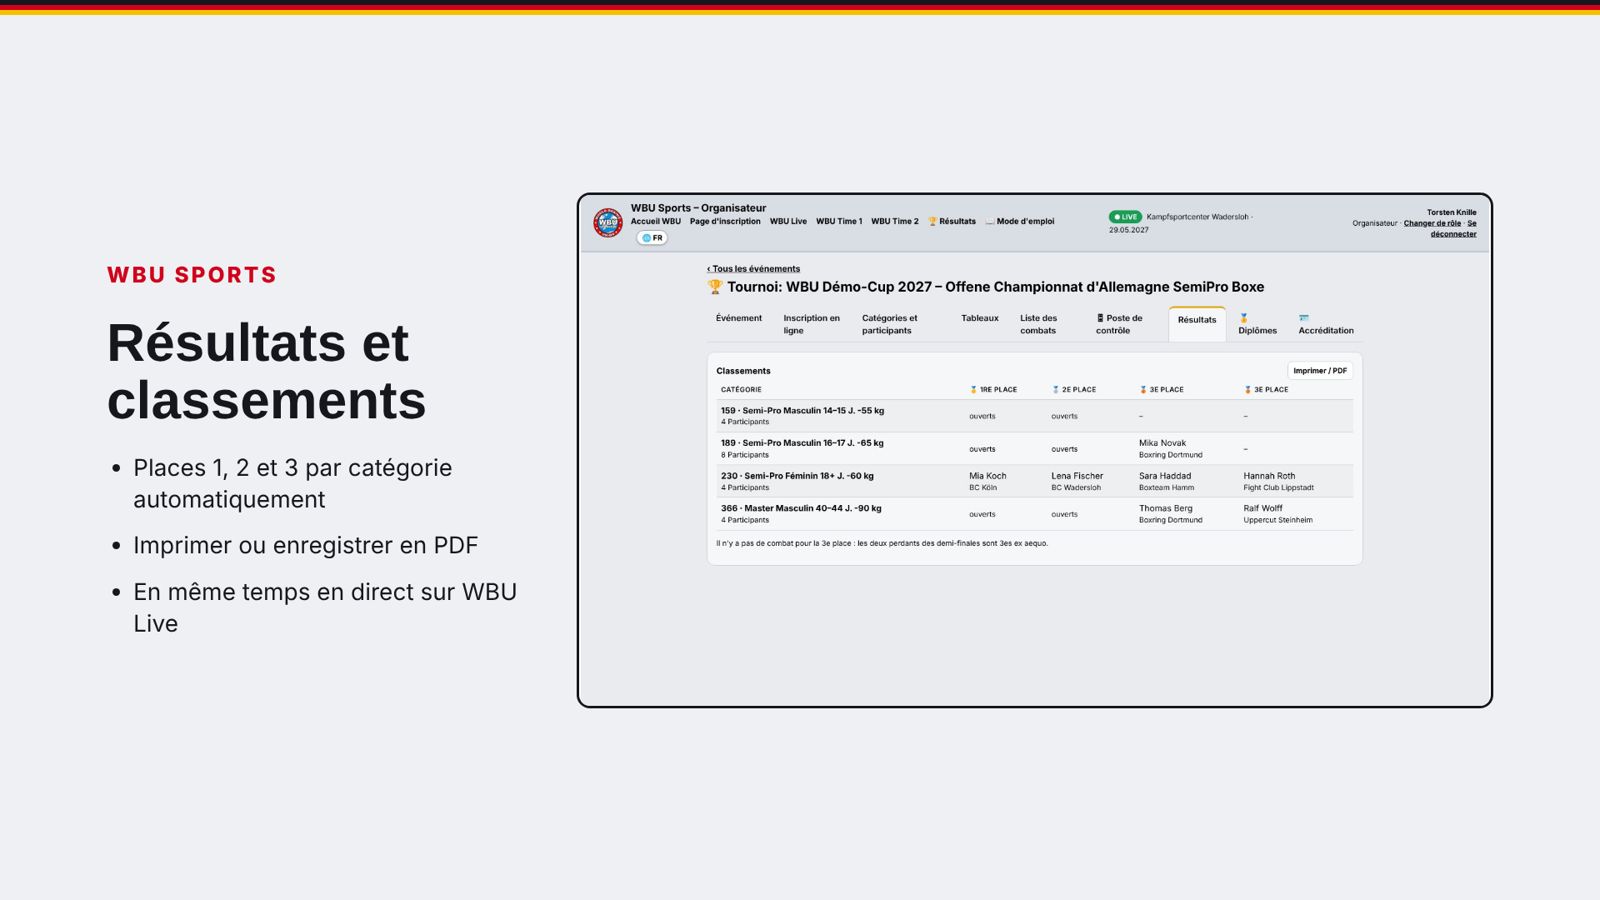 WBU SPORTS
Résultats et
classements
• Places 1, 2 et 3 par catégorie
automatiquement
• Imprimer ou enregistrer en PDF
• En même temps en direct sur WBU
Live
WBU
WBU Sports – Organisateur
Accueil WBU Page d'inscription WBU Live WBU Time 1 WBU Time 2 🏆 Résultats 📖 Mode d'emploi
🌐 FR
● LIVE Kampfsportcenter Wadersloh ·
29.05.2027
Torsten Knille
Organisateur · Changer de rôle · Se
déconnecter
‹ Tous les événements
🏆 Tournoi: WBU Démo-Cup 2027 – Offene Championnat d'Allemagne SemiPro Boxe
Événement
Inscription en
ligne
Catégories et
participants
Tableaux
Liste des
combats
Poste de
contrôle
Résultats
🏅
Diplômes
🪪
Accréditation
Classements
Imprimer / PDF
CATÉGORIE 🥇 1RE PLACE 🥈 2E PLACE 🥉 3E PLACE 🥉 3E PLACE
159 · Semi-Pro Masculin 14–15 J. -55 kg
4 Participants
ouverts ouverts – –
189 · Semi-Pro Masculin 16–17 J. -65 kg
8 Participants
ouverts ouverts
Mika Novak
Boxring Dortmund
–
230 · Semi-Pro Féminin 18+ J. -60 kg
4 Participants
Mia Koch
BC Köln
Lena Fischer
BC Wadersloh
Sara Haddad
Boxteam Hamm
Hannah Roth
Fight Club Lippstadt
366 · Master Masculin 40–44 J. -90 kg
4 Participants
ouverts ouverts
Thomas Berg
Boxring Dortmund
Ralf Wolff
Uppercut Steinheim
Il n'y a pas de combat pour la 3e place : les deux perdants des demi-finales sont 3es ex aequo.